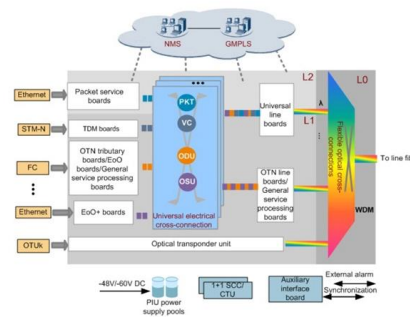 NMS
GMPLS
L2
L0
Ethernet
Packet service
boards
PKT
Universal
line
boards
λ
L1
STM-N
TDM boards
VC
FC
OTN tributary
boards/EoO
boards/General
service processing
boards
ODU
OSU
Flexible optical cross-
connections
To line fi
OTN line
boards/
General
service
processing
boards
Ethernet
EoO+ boards
Universal electrical
cross-connection
WDM
OTUk
Optical transponder unit
-48V/-60V DC
PIU power
supply pools
1+1 SCC/
CTU
Auxiliary
interface
board
External alarm
Synchronization